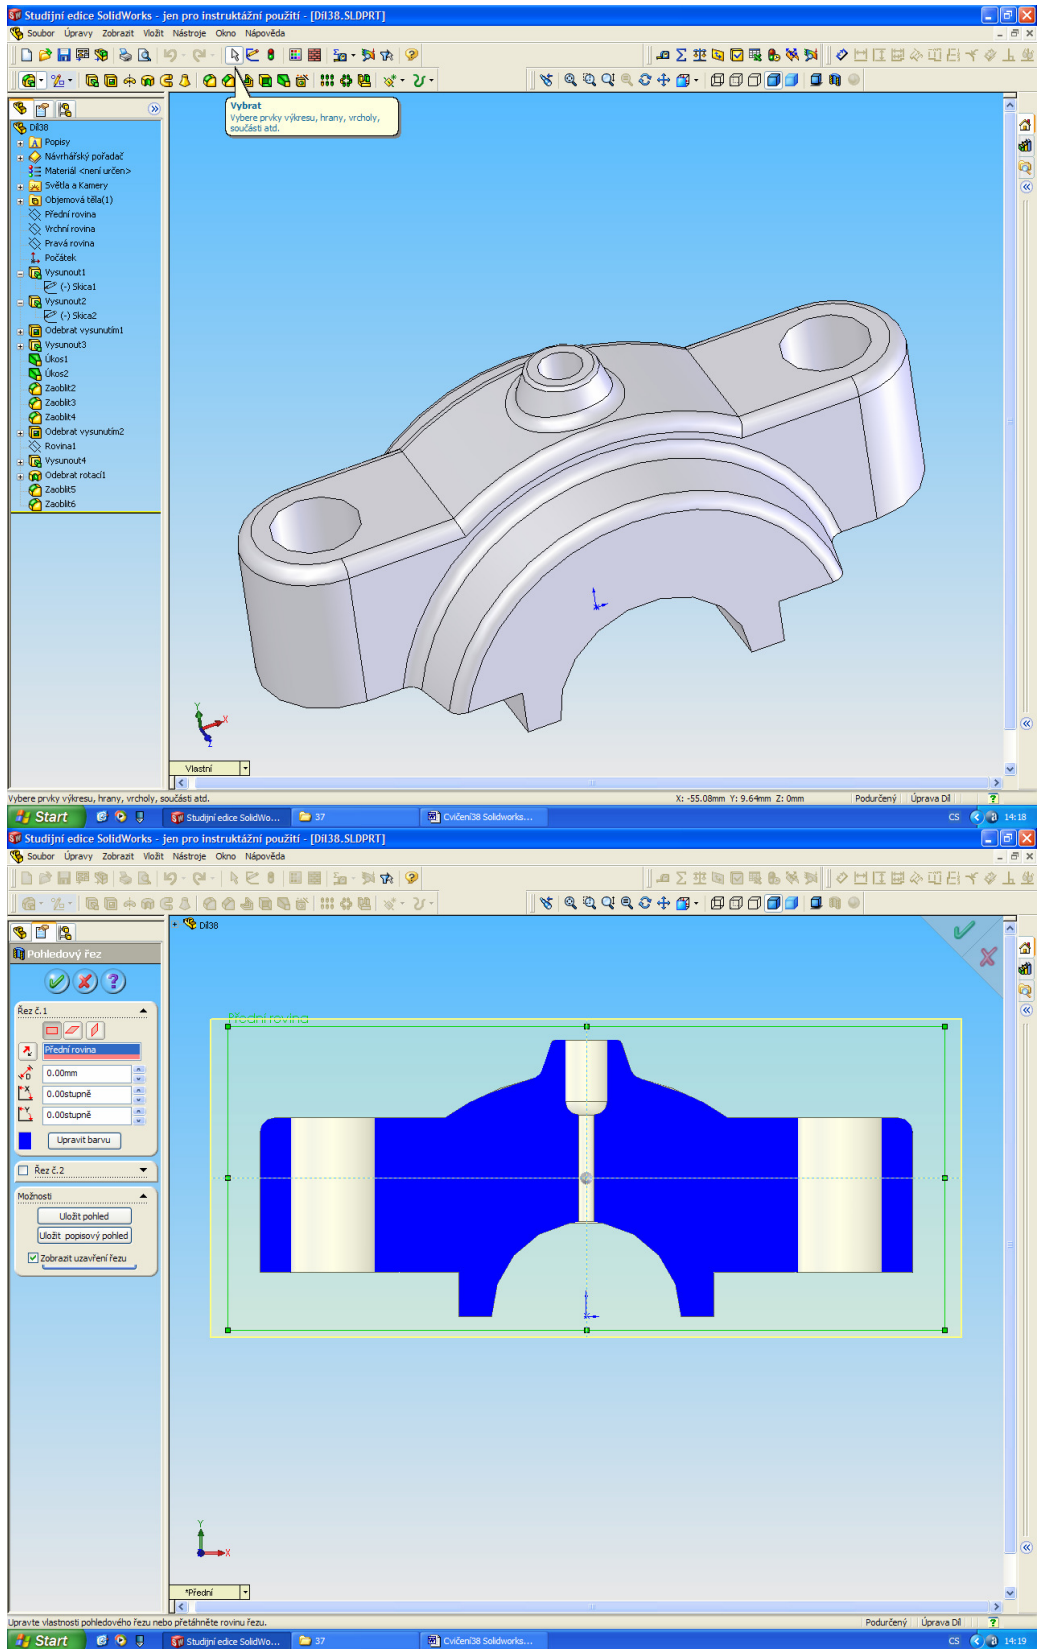 Studijní edice SolidWorks - jen pro instruktážní použití - [Díl38.SLDPRT]
Soubor Úpravy Zobrazit Vložit Nástroje Okno Nápověda
Vybrat
Vybere prvky výkresu, hrany, vrcholy,
součásti atd.
Díl38
Popisy
Návrhářský pořadač
Materiál <není určen>
Světla a Kamery
Objemová těla(1)
Přední rovina
Vrchní rovina
Pravá rovina
Počátek
Vysunout1
(-) Skica1
Vysunout2
(-) Skica2
Odebrat vysunutím1
Vysunout3
Úkos1
Úkos2
Zaoblit2
Zaoblit3
Zaoblit4
Odebrat vysunutím2
Rovina1
Vysunout4
Odebrat rotací1
Zaoblit5
Zaoblit6
Y
X
Z
Vlastní
Vybere prvky výkresu, hrany, vrcholy, součásti atd.
X: -55.08mm Y: 9.64mm Z: 0mm
Podurčený
Úprava Díl
Start
Studijní edice SolidWo...
37
Cvičení38 Solidworks...
CS
14:18
Studijní edice SolidWorks - jen pro instruktážní použití - [Díl38.SLDPRT]
Soubor Úpravy Zobrazit Vložit Nástroje Okno Nápověda
Díl38
Pohledový řez
Řez č.1
Přední rovina
0.00mm
0.00stupně
0.00stupně
Upravit barvu
Řez č.2
Možnosti
Uložit pohled
Uložit popisový pohled
Zobrazit uzavření řezu
Přední rovina
Y
X
*Přední
Upravte vlastnosti pohledového řezu nebo přetáhněte rovinu řezu.
Podurčený
Úprava Díl
Start
Studijní edice SolidWo...
37
Cvičení38 Solidworks...
CS
14:19